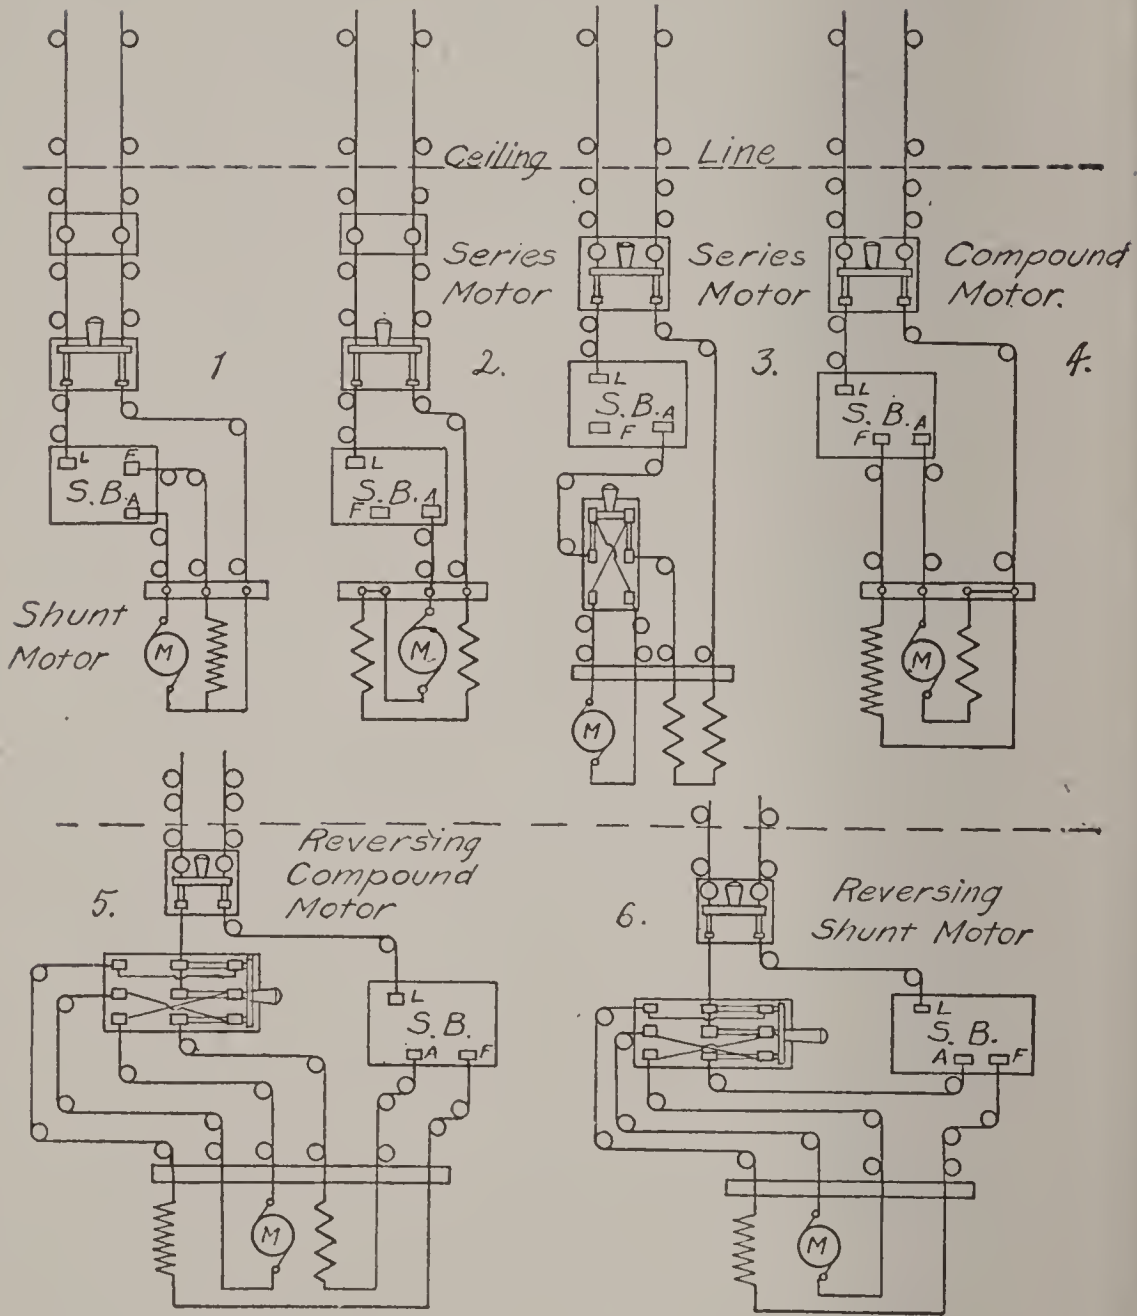 Ceiling Line
Shunt
Motor
1
L
F
S. B.
A
M
Series
Motor
2.
L
S. B.
A
F
M
Series
Motor
3.
L
S. B.
A
F
M
Compound
Motor.
4.
L
S. B.
A
F
M
Reversing
Compound
Motor
5.
L
S. B.
A
F
M
Reversing
Shunt Motor
6.
L
S. B.
A
F
M